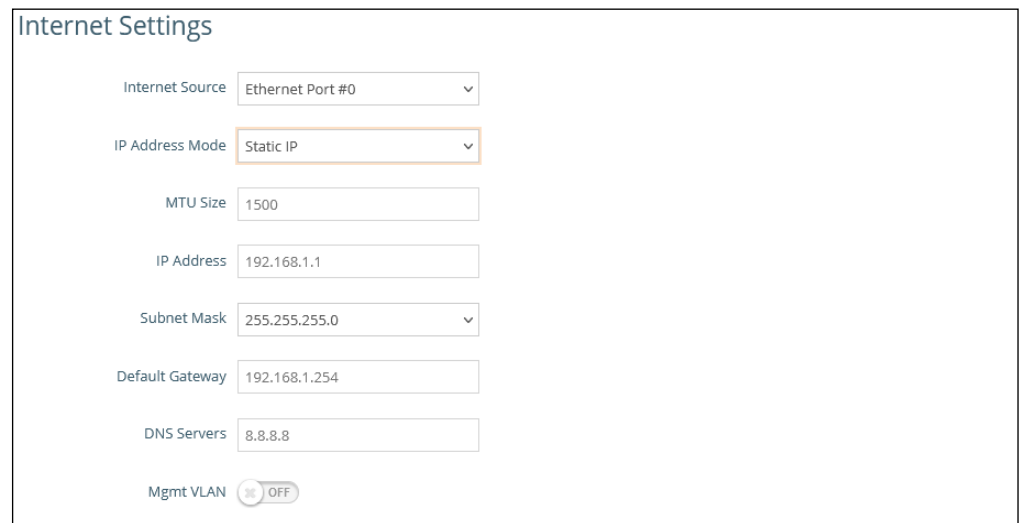 Internet Settings
Internet Source Ethernet Port #0
IP Address Mode Static IP
MTU Size 1500
IP Address 192.168.1.1
Subnet Mask 255.255.255.0
Default Gateway 192.168.1.254
DNS Servers 8.8.8.8
Mgmt VLAN OFF